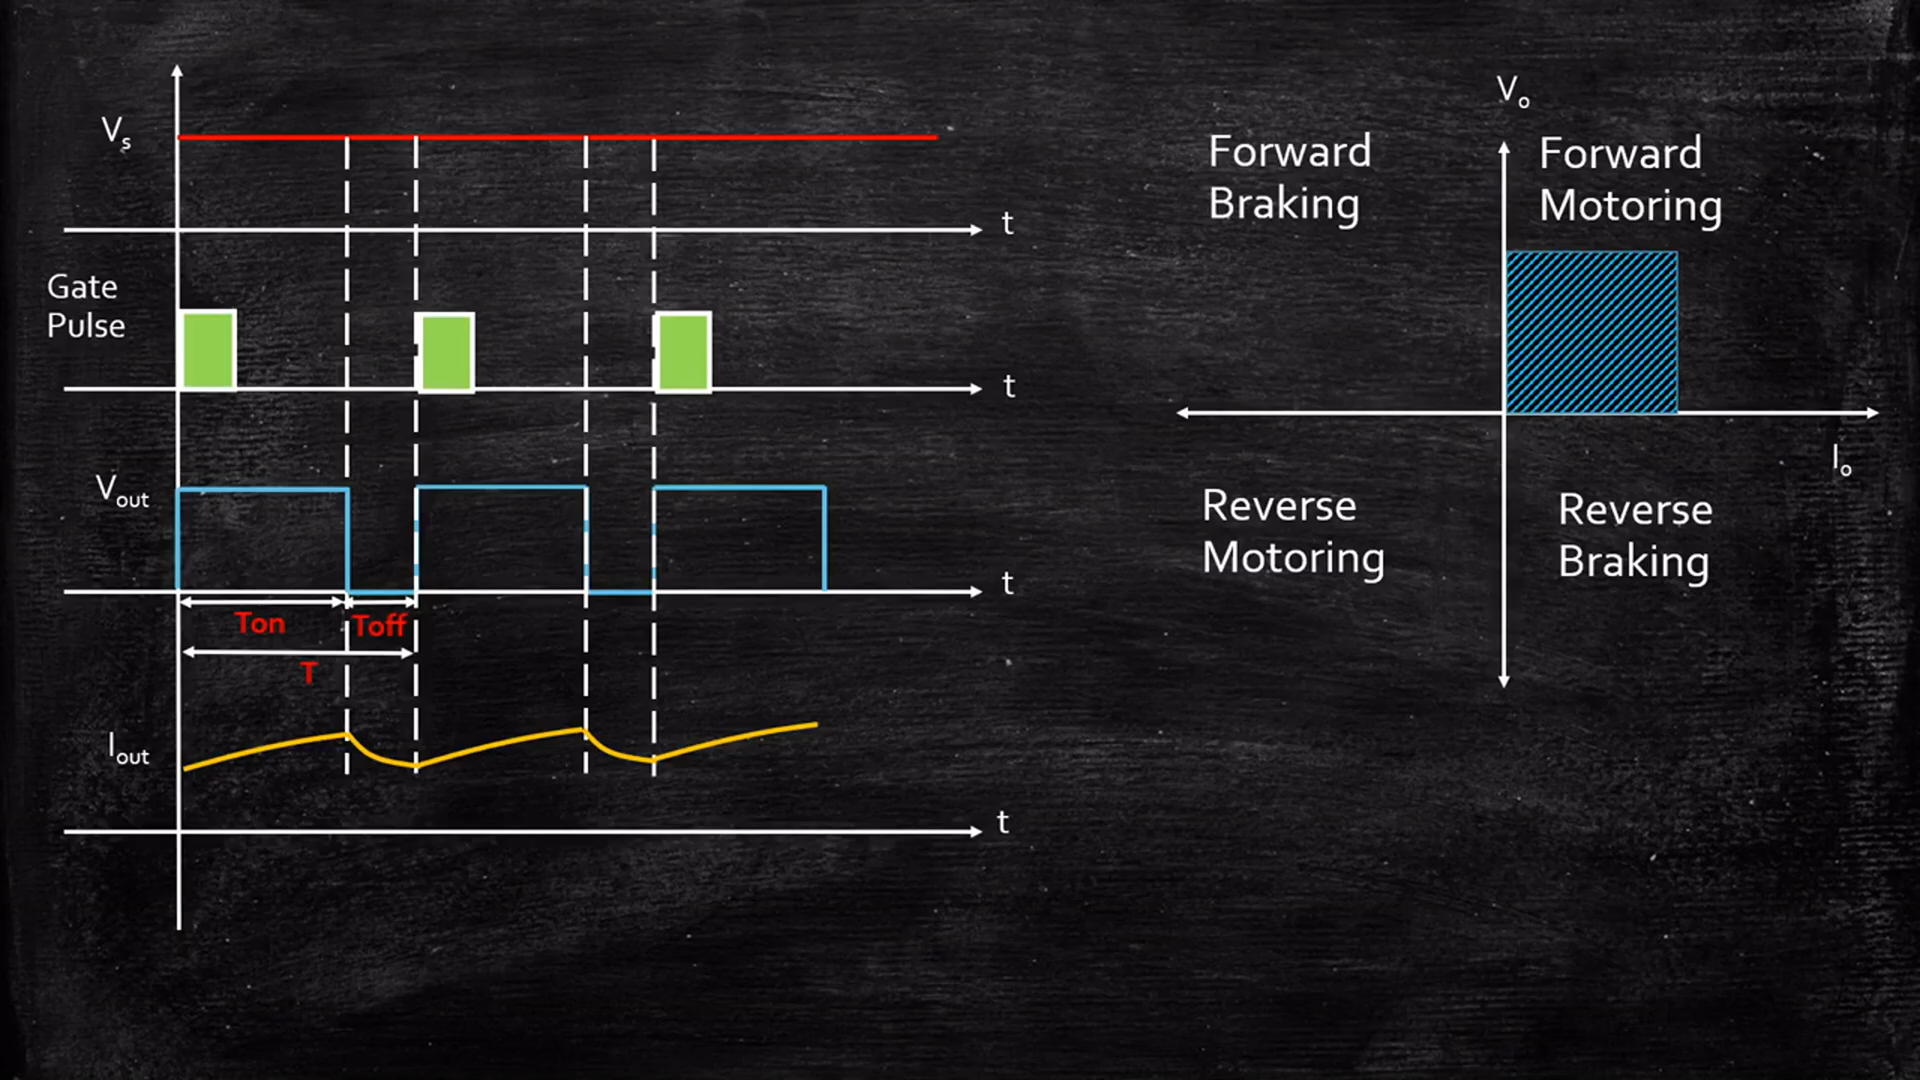 Vs
t
Gate
Pulse
t
Vout
t
Ton
Toff
T
Iout
t
Vo
Forward
Braking
Forward
Motoring
Io
Reverse
Motoring
Reverse
Braking